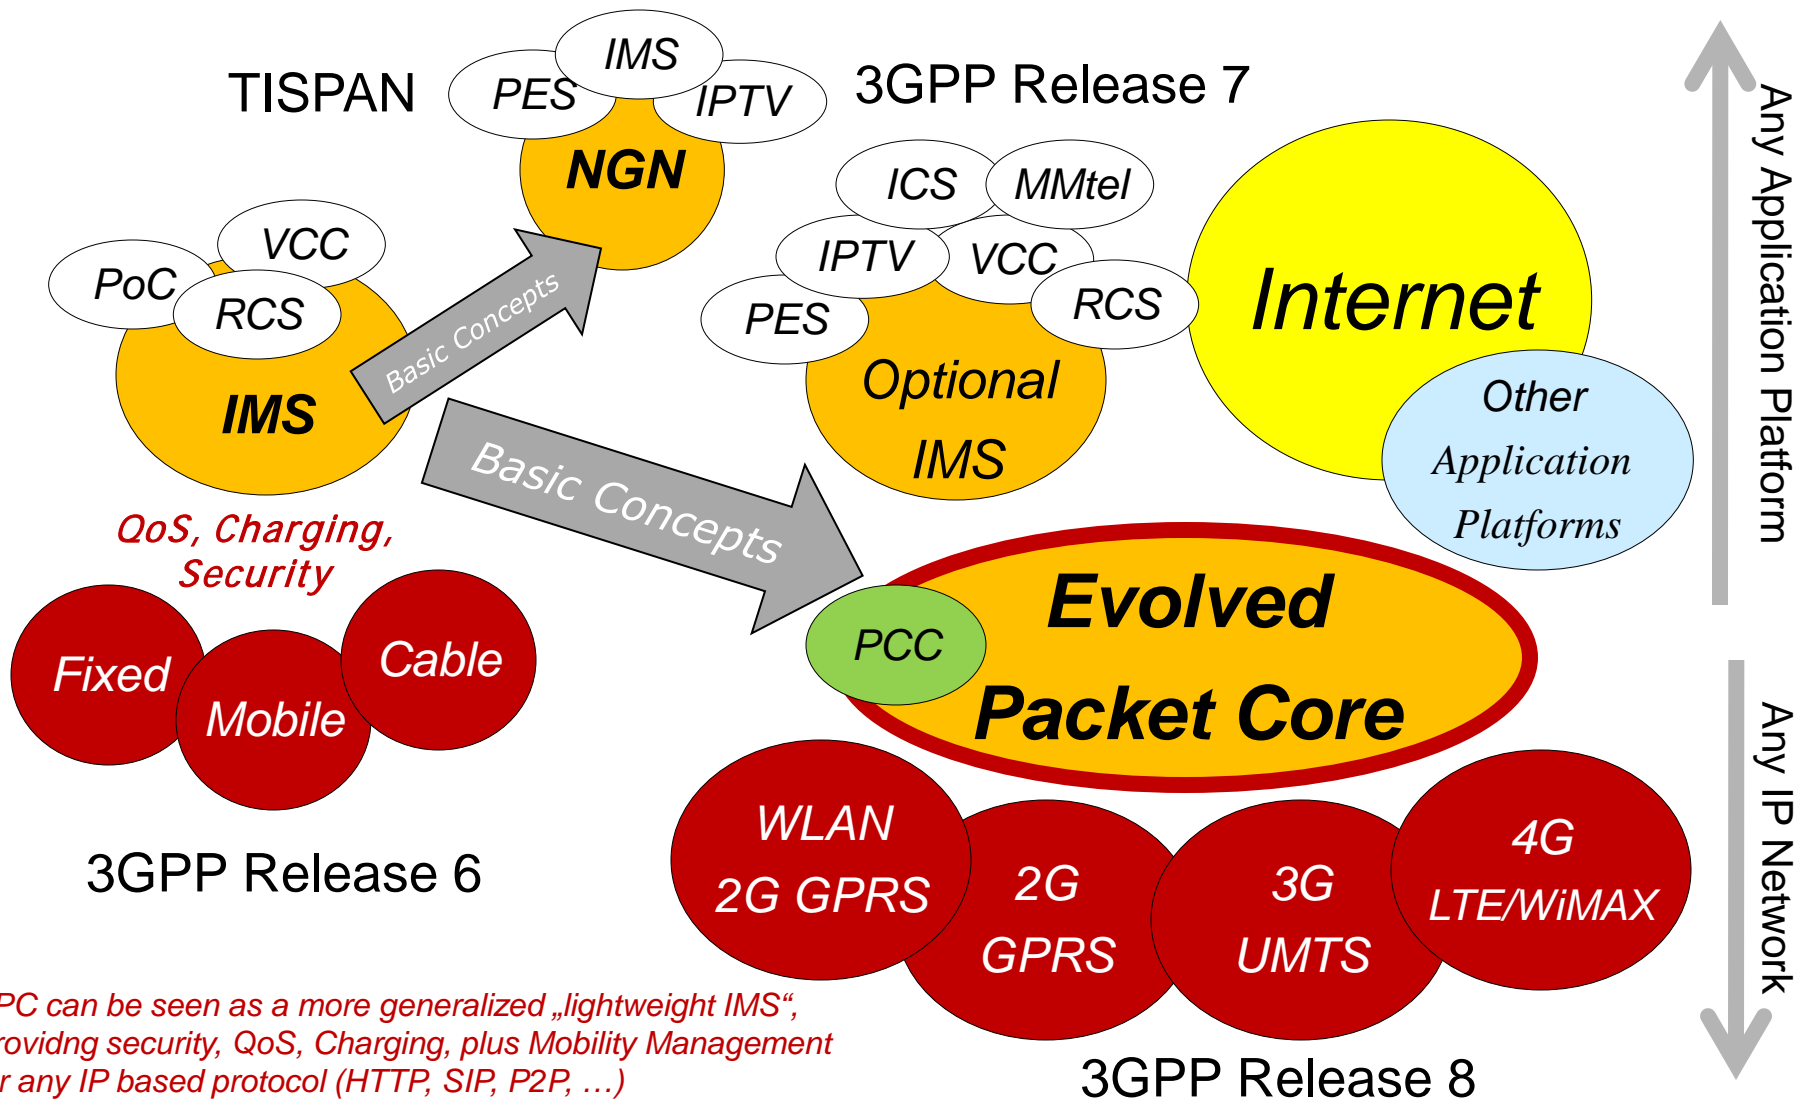 TISPAN
IMS
PES
IPTV
NGN
3GPP Release 7
ICS
MMtel
IPTV
VCC
PES
RCS
Optional
IMS
Internet
Other
Application
Platforms
Any Application Platform
VCC
PoC
RCS
IMS
Basic Concepts
Basic Concepts
QoS, Charging,
Security
Fixed
Mobile
Cable
3GPP Release 6
PCC
Evolved
Packet Core
WLAN
2G GPRS
2G
GPRS
3G
UMTS
4G
LTE/WiMAX
Any IP Network
PC can be seen as a more generalized „lightweight IMS“,
rovidng security, QoS, Charging, plus Mobility Management
r any IP based protocol (HTTP, SIP, P2P, …)
3GPP Release 8